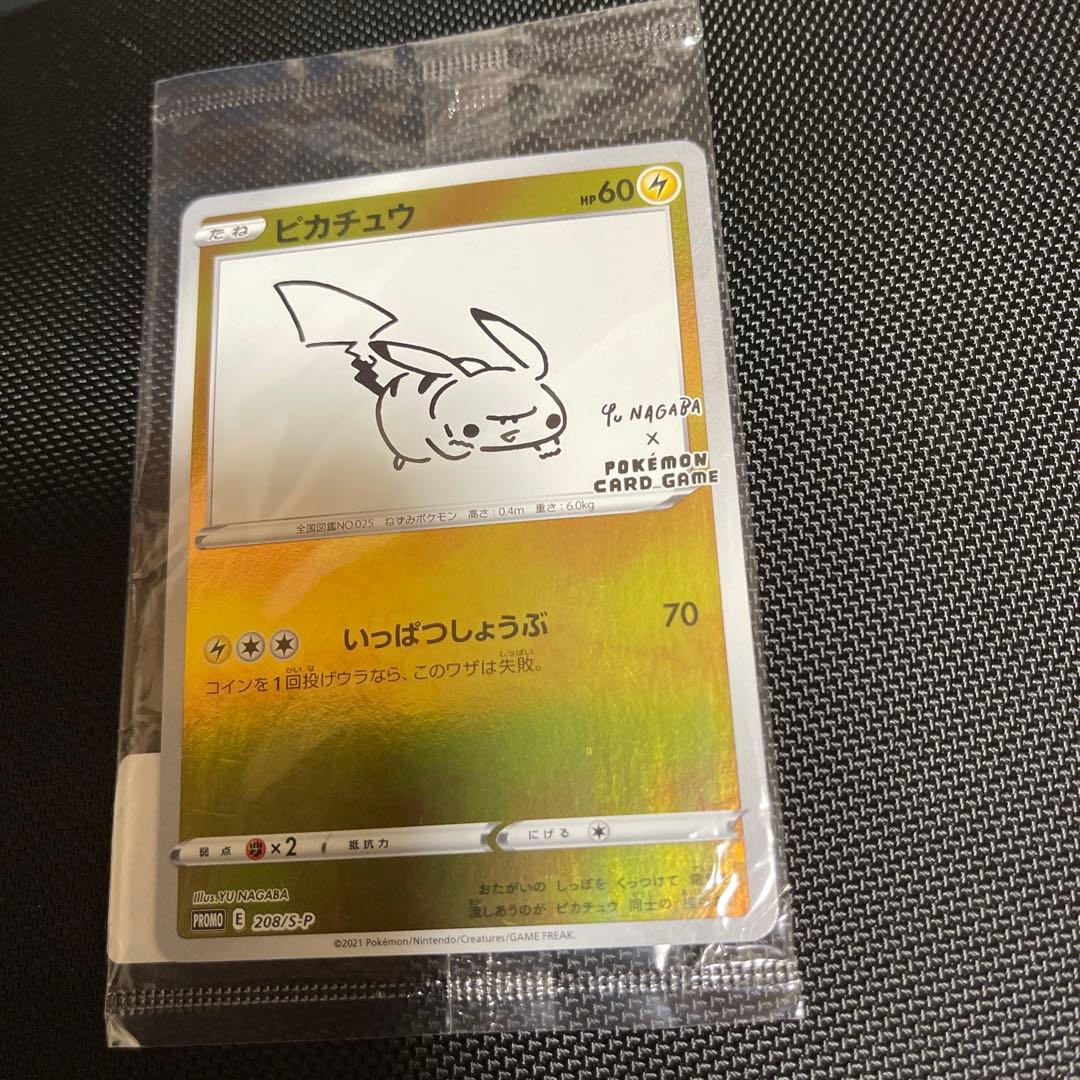 たね ピカチュウ HP60
Yu NAGABA
×
POKÉMON
CARD GAME
全国図鑑NO.025 ねずみポケモン 高さ:0.4m 重さ:6.0kg
いっぱつしょうぶ 70
コインを1回投げウラなら、このワザは失敗。
弱点 ×2 抵抗力 にげる
Illus.YU NAGABA
おたがいの しっぽを くっつけて
流しあうのが ピカチュウ 同士の
PROMO E 208/S-P
©2021 Pokémon/Nintendo/Creatures/GAME FREAK.